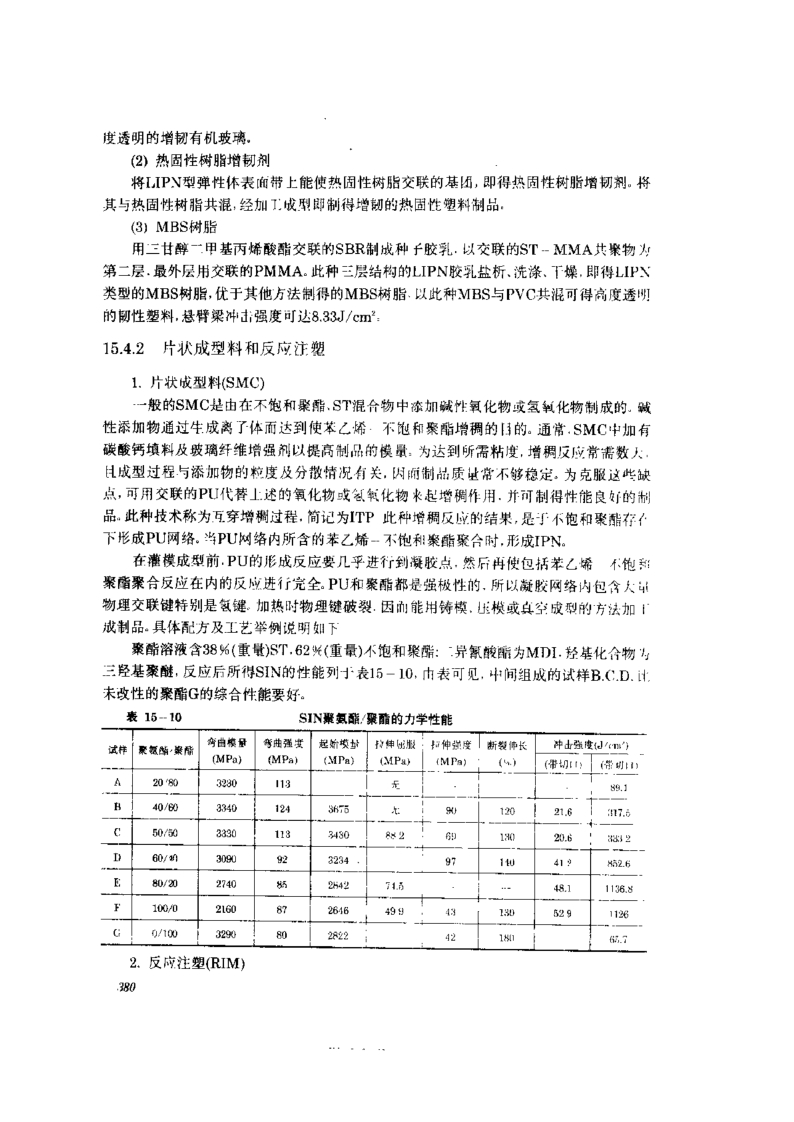 度透明的增韧有机玻璃。
(2) 热固性树脂增韧剂
将LIPN型弹性体表面带上能使热固性树脂交联的基团,即得热固性树脂增韧剂。将
其与热固性树脂共混,经加工成型即制得增韧的热固性塑料制品。
(3) MBS树脂
用三甘醇二甲基丙烯酸酯交联的SBR制成种子胶乳,以交联的ST-MMA共聚物为
第二层,最外层用交联的PMMA。此种三层结构的LIPN胶乳盐析、洗涤、干燥,即得LIPN
类型的MBS树脂,优于其他方法制得的MBS树脂,以此种MBS与PVC共混可得高度透明
的韧性塑料,悬臂梁冲击强度可达8.33J/cm²。
15.4.2 片状成型料和反应注塑
1. 片状成型料(SMC)
一般的SMC是由在不饱和聚酯、ST混合物中添加碱性氧化物或氢氧化物制成的。碱
性添加物通过生成离子体而达到使苯乙烯-不饱和聚酯增稠的目的。通常,SMC中加有
碳酸钙填料及玻璃纤维增强剂以提高制品的模量。为达到所需粘度,增稠反应常需数天,
且成型过程与添加物的粒度及分散情况有关,因而制品质量常不够稳定。为克服这些缺
点,可用交联的PU代替上述的氧化物或氢氧化物来起增稠作用,并可制得性能良好的制
品。此种技术称为互穿增稠过程,简记为ITP 此种增稠反应的结果,是于不饱和聚酯存在
下形成PU网络。当PU网络内所含的苯乙烯-不饱和聚酯聚合时,形成IPN。
在灌模成型前,PU的形成反应要几乎进行到凝胶点,然后再使包括苯乙烯 不饱和
聚酯聚合反应在内的反应进行完全。PU和聚酯都是强极性的,所以凝胶网络内包含大量
物理交联键特别是氢键。加热时物理键破裂,因而能用铸模、压模或真空成型的方法加工
成制品。具体配方及工艺举例说明如下
聚酯溶液含38%(重量)ST,62%(重量)不饱和聚酯;二异氰酸酯为MDI,羟基化合物为
三羟基聚醚,反应后所得SIN的性能列于表15-10,由表可见,中间组成的试样B.C.D.比
未改性的聚酯G的综合性能要好。
表 15-10 SIN聚氨酯/聚酯的力学性能
试样 聚氨酯/聚酯 弯曲模量(MPa) 弯曲强度(MPa) 起始模量(MPa) 拉伸屈服(MPa) 拉伸强度(MPa) 断裂伸长(%) 冲击强度(J/cm²)
(带切口) (带切口)
A 20/80 3230 113 无 - - 89.1
B 40/60 3340 124 3675 无 90 120 21.6 317.5
C 50/50 3330 113 3430 88.2 69 130 20.6 333.2
D 60/40 3090 92 3234 97 140 41.2 852.6
E 80/20 2740 85 2842 74.5 - -- 48.1 1136.8
F 100/0 2160 87 2646 49.9 43 130 52.9 1126
G 0/100 3290 80 2822 42 180 65.7
2. 反应注塑(RIM)
380